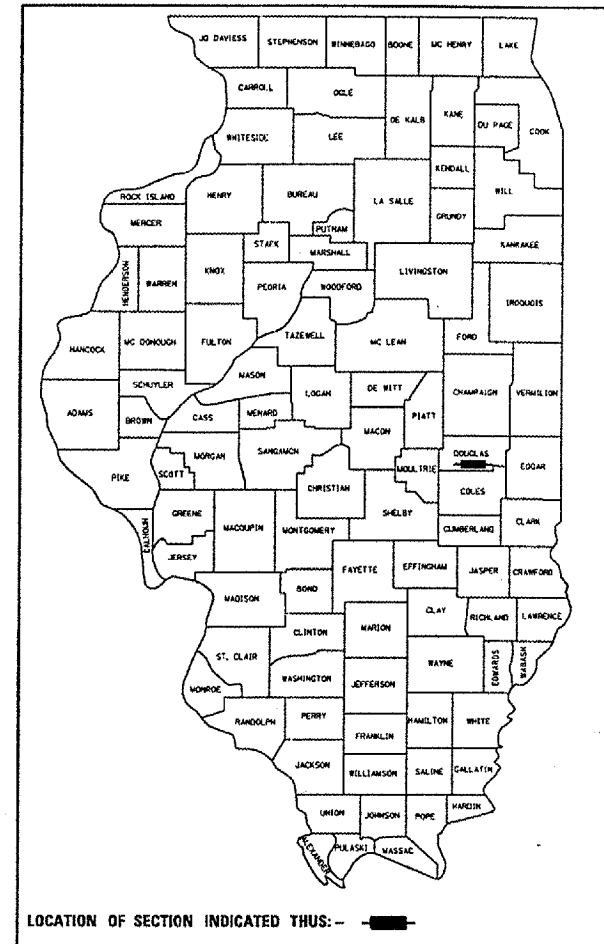 JO DAVIESS STEPHENSON WINNEBAGO BOONE MC HENRY LAKE
CARROLL OGLE DE KALB KANE DU PAGE COOK
WHITESIDE LEE KENDALL
ROCK ISLAND HENRY BUREAU LA SALLE GRUNDY WILL
MERCER PUTNAM
STARK MARSHALL KANKAKEE
HENDERSON WARREN KNOX PEORIA WOODFORD LIVINGSTON IROQUOIS
HANCOCK MC DONOUGH FULTON TAZEWELL MC LEAN FORD
SCHUYLER MASON LOGAN DE WITT CHAMPAIGN VERMILION
ADAMS BROWN CASS MENARD MACON PIATT
PIKE SCOTT MORGAN SANGAMON CHRISTIAN MOULTRIE DOUGLAS EDGAR
COLES
CALHOUN GREENE MACOUPIN MONTGOMERY SHELBY CUMBERLAND CLARK
JERSEY
MADISON BOND FAYETTE EFFINGHAM JASPER CRAWFORD
CLINTON MARION CLAY RICHLAND LAWRENCE
ST. CLAIR WASHINGTON JEFFERSON WAYNE EDWARDS WABASH
MONROE
RANDOLPH PERRY FRANKLIN HAMILTON WHITE
JACKSON WILLIAMSON SALINE GALLATIN
UNION JOHNSON POPE HARDIN
ALEXANDER PULASKI MASSAC
LOCATION OF SECTION INDICATED THUS:-